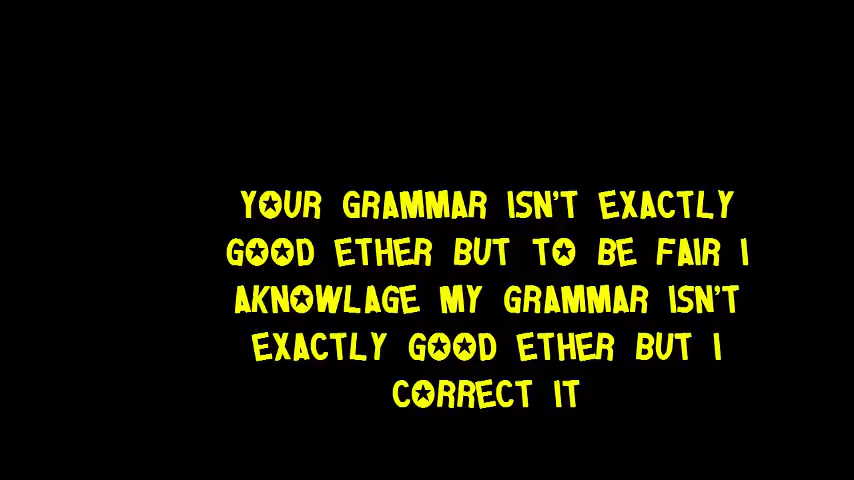 YOUR GRAMMAR ISN'T EXACTLY
GOOD ETHER BUT TO BE FAIR I
AKNOWLAGE MY GRAMMAR ISN'T
EXACTLY GOOD ETHER BUT I
CORRECT IT